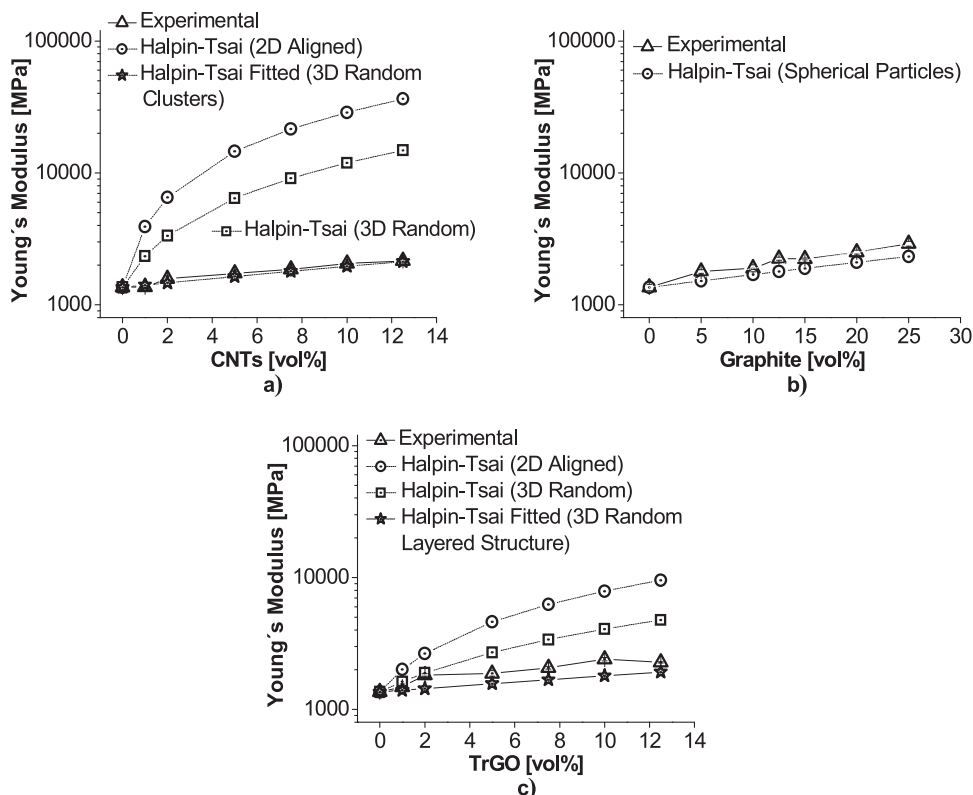 Experimental
Halpin-Tsai (2D Aligned)
Halpin-Tsai Fitted (3D Random
Clusters)
Halpin-Tsai (3D Random)
Young´s Modulus [MPa]
100000
10000
1000
0 2 4 6 8 10 12 14
CNTs [vol%]
a)
Experimental
Halpin-Tsai (Spherical Particles)
Young´s Modulus [MPa]
100000
10000
1000
0 5 10 15 20 25 30
Graphite [vol%]
b)
Experimental
Halpin-Tsai (2D Aligned)
Halpin-Tsai (3D Random)
Halpin-Tsai Fitted (3D Random
Layered Structure)
Young´s Modulus [MPa]
100000
10000
1000
0 2 4 6 8 10 12 14
TrGO [vol%]
c)